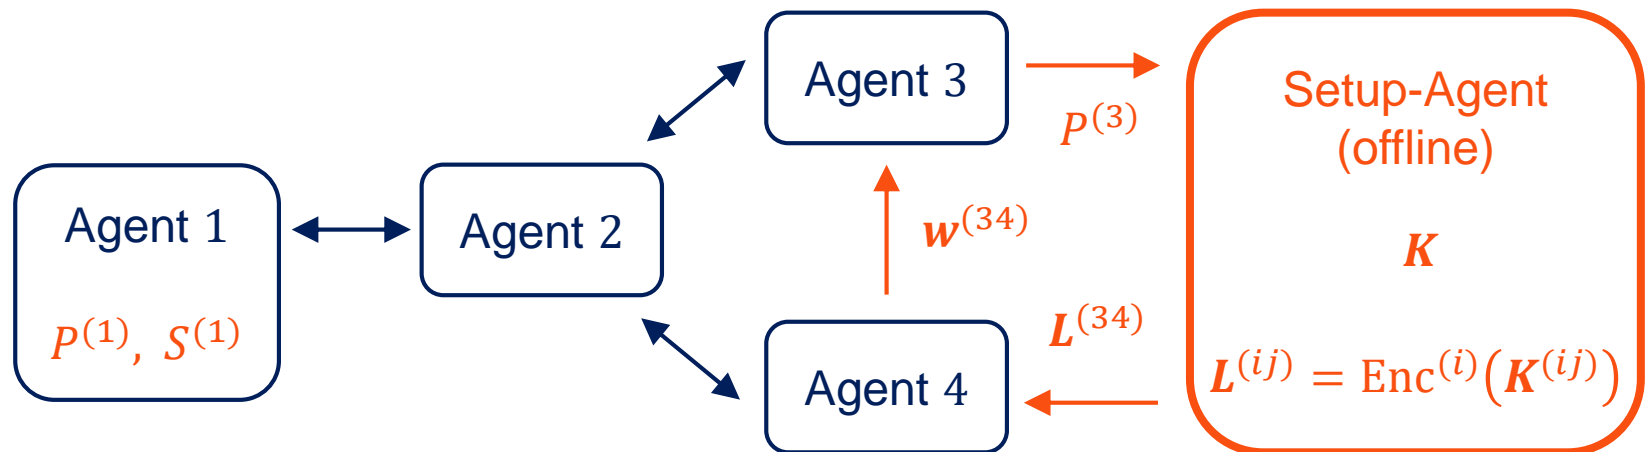 Agent 1
P^(1), S^(1)
Agent 2
Agent 3
P^(3)
w^(34)
Agent 4
L^(34)
Setup-Agent
(offline)
K
L^(ij) = Enc^(i)(K^(ij))